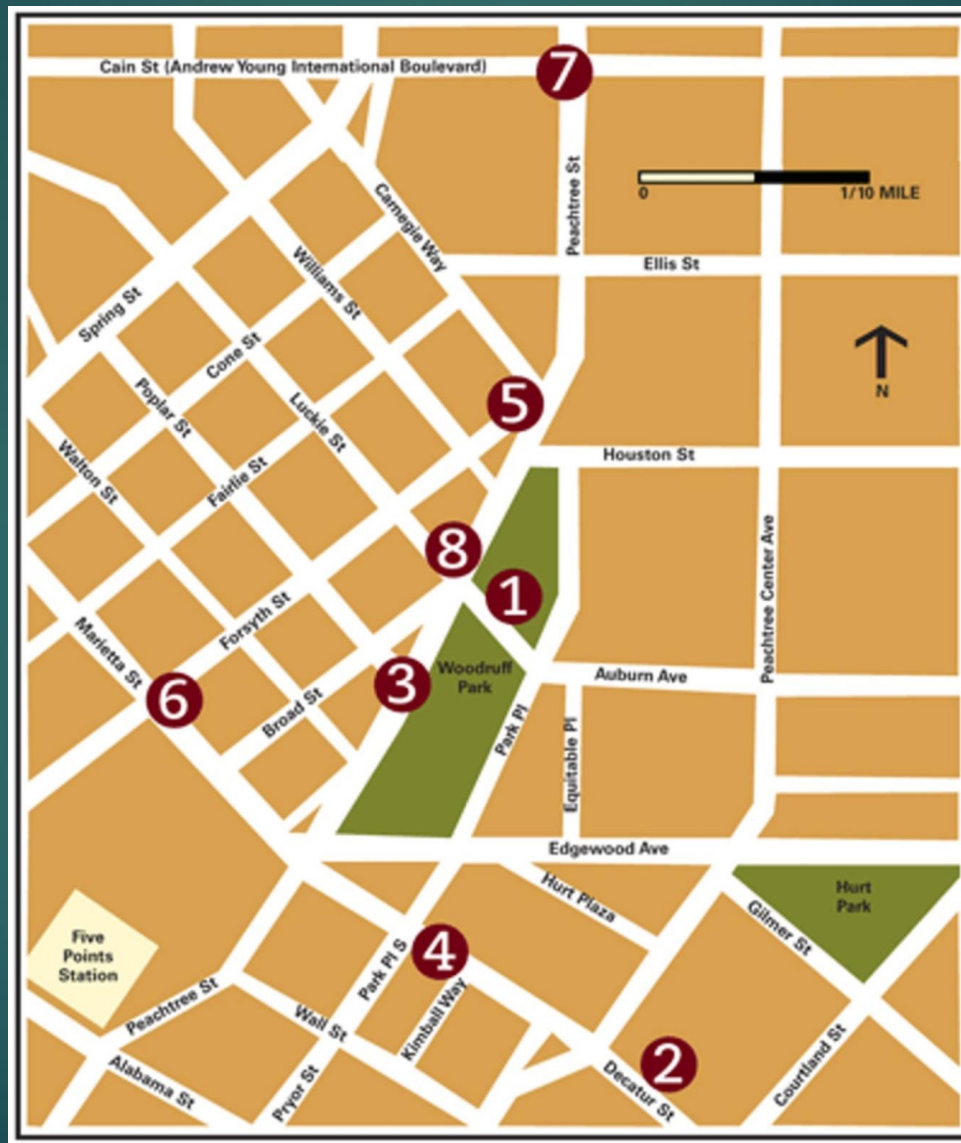 Cain St (Andrew Young International Boulevard)
7
Peachtree St
0
1/10 MILE
Carnegie Way
Ellis St
Williams St
Spring St
Cone St
N
Poplar St
Luckie St
5
Houston St
Walton St
Fairlie St
8
1
Peachtree Center Ave
Forsyth St
Marietta St
Woodruff
Park
3
Auburn Ave
6
Broad St
Park Pl
Equitable Pl
Edgewood Ave
Hurt Plaza
Hurt
Park
Gilmer St
Five
Points
Station
4
Park Pl S
Peachtree St
Wall St
Kimball Way
2
Courtland St
Alabama St
Pryor St
Decatur St